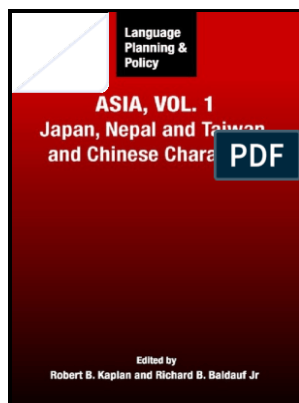 Language
Planning &
Policy
ASIA, VOL. 1
Japan, Nepal and Taiwan
and Chinese Chara
PDF
Edited by
Robert B. Kaplan and Richard B. Baldauf Jr